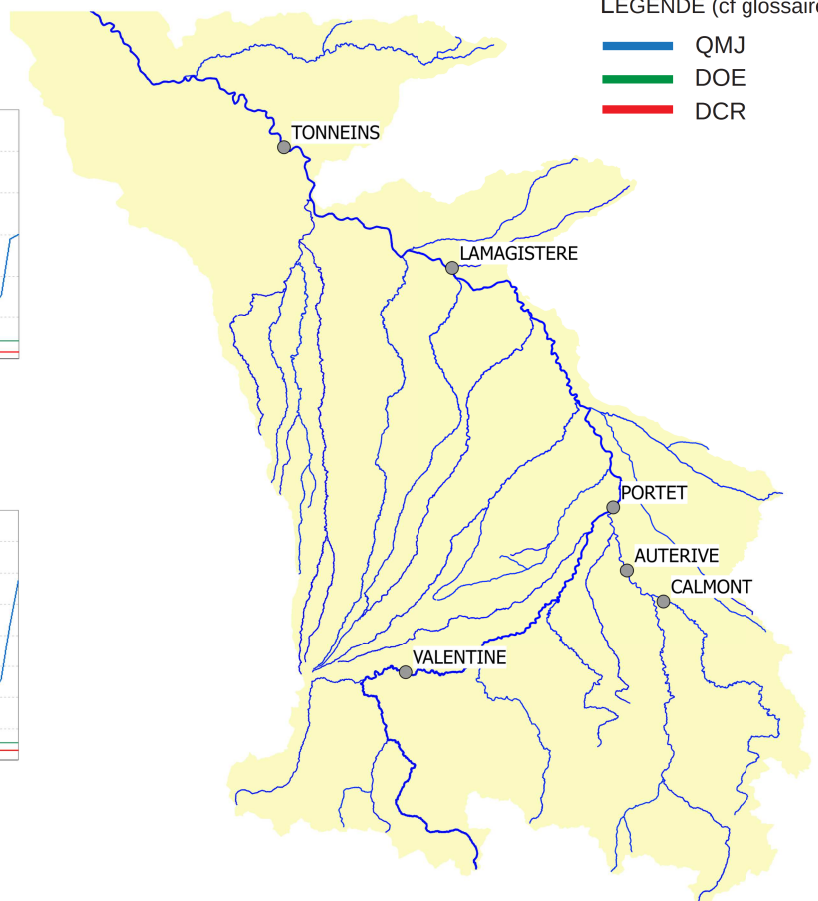 LEGENDE (cf glossaire
QMJ
DOE
DCR
TONNEINS
LAMAGISTERE
PORTET
AUTERIVE
CALMONT
VALENTINE